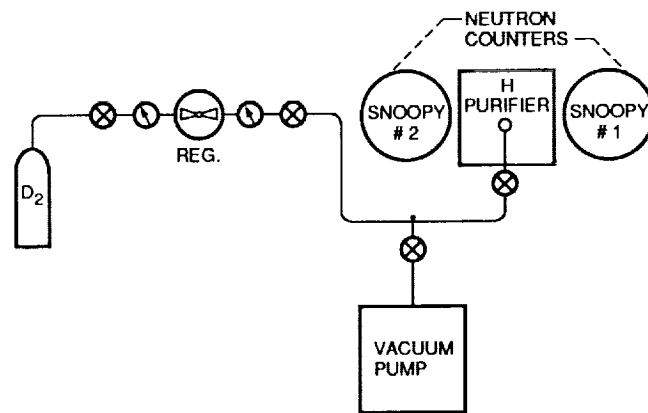 NEUTRON
COUNTERS
SNOOPY
# 2
H
PURIFIER
SNOOPY
# 1
REG.
D2
VACUUM
PUMP